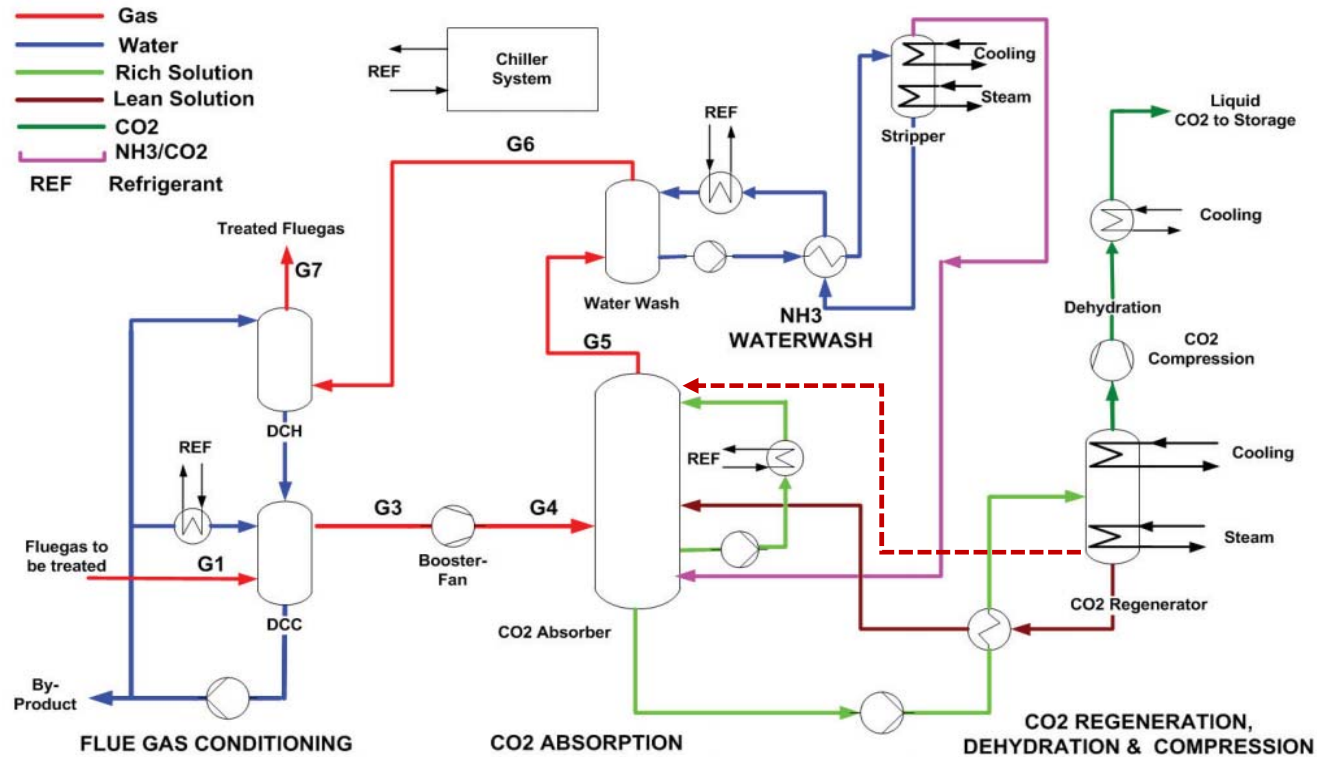 Gas
Water
Rich Solution
Lean Solution
CO2
NH3/CO2
REF Refrigerant
Chiller
System
REF
Cooling
Steam
Stripper
Liquid
CO2 to Storage
REF
G6
Treated Fluegas
G7
Water Wash
NH3
WATERWASH
Cooling
Dehydration
CO2
Compression
G5
DCH
REF
REF
G3
G4
Booster-
Fan
Fluegas to
be treated
G1
DCC
CO2 Absorber
Cooling
Steam
CO2 Regenerator
By-
Product
FLUE GAS CONDITIONING
CO2 ABSORPTION
CO2 REGENERATION,
DEHYDRATION & COMPRESSION